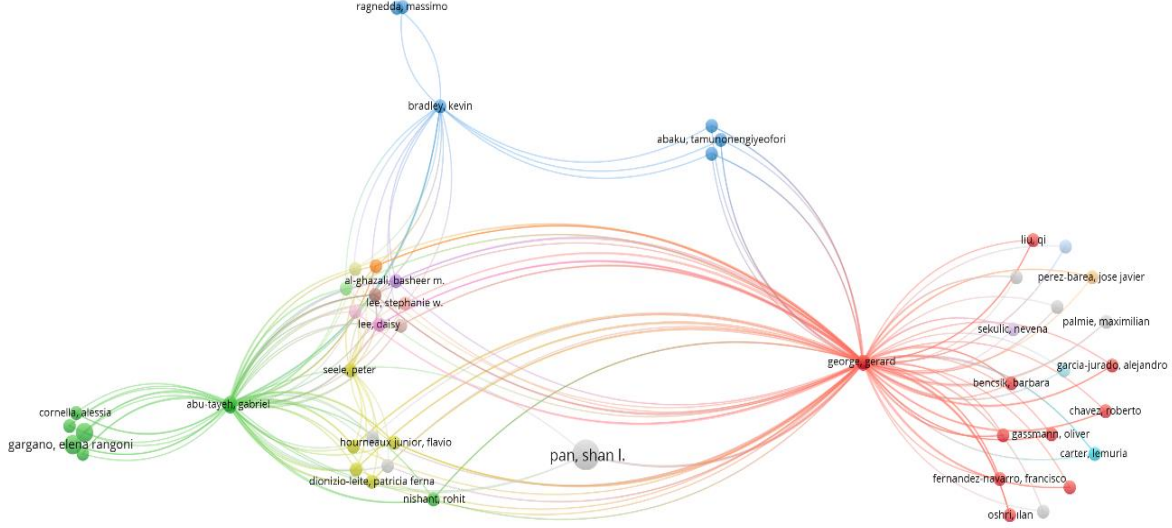 ragnedda, massimo
bradley, kevin
abaku, tamunonengiyeofori
liu, qi
al-ghazali, basheer m.
perez-barea, jose javier
lee, stephanie w.
palmie, maximilian
lee, daisy
sekulic, nevena
george, gerard
garcia-jurado, alejandro
seele, peter
bencsik, barbara
abu-tayeh, gabriel
cornella, alessia
chavez, roberto
gassmann, oliver
hourneaux junior, flavio
gargano, elena rangoni
pan, shan l.
carter, lemuria
dionizio-leite, patricia ferna
fernandez-navarro, francisco
nishant, rohit
oshri, ilan